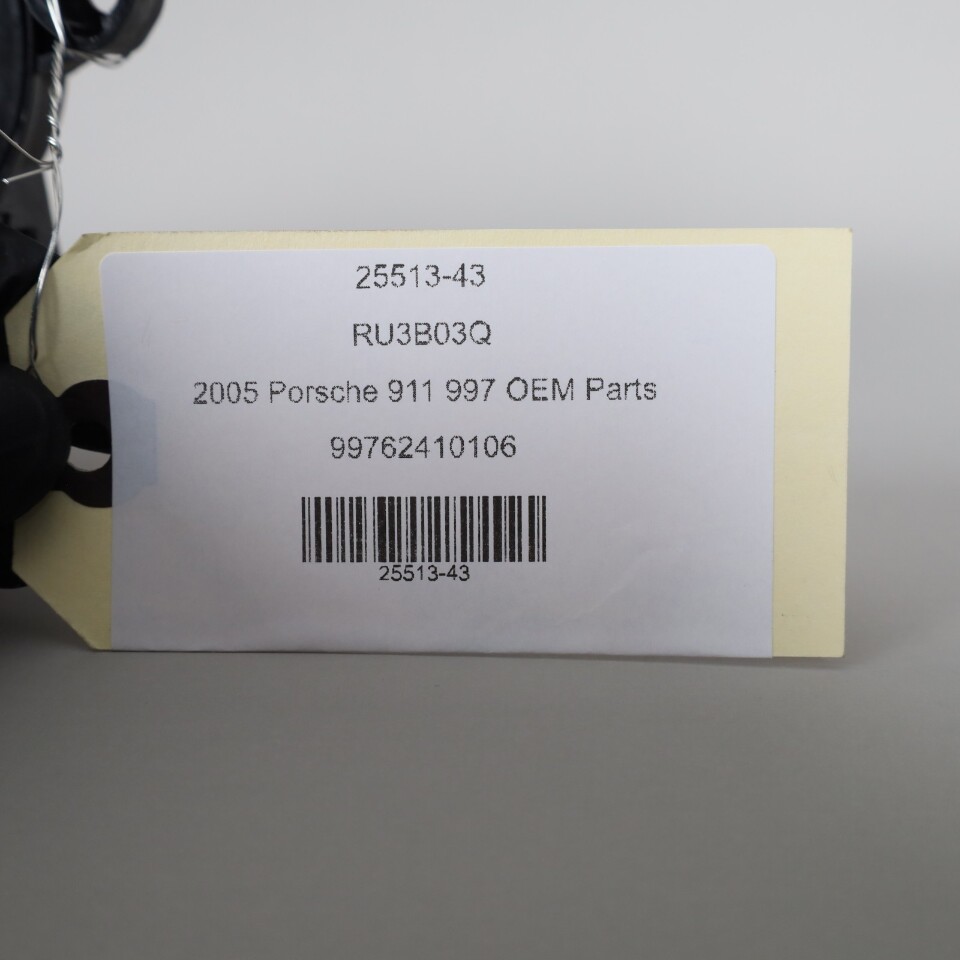 25513-43
RU3B03Q
2005 Porsche 911 997 OEM Parts
99762410106
25513-43